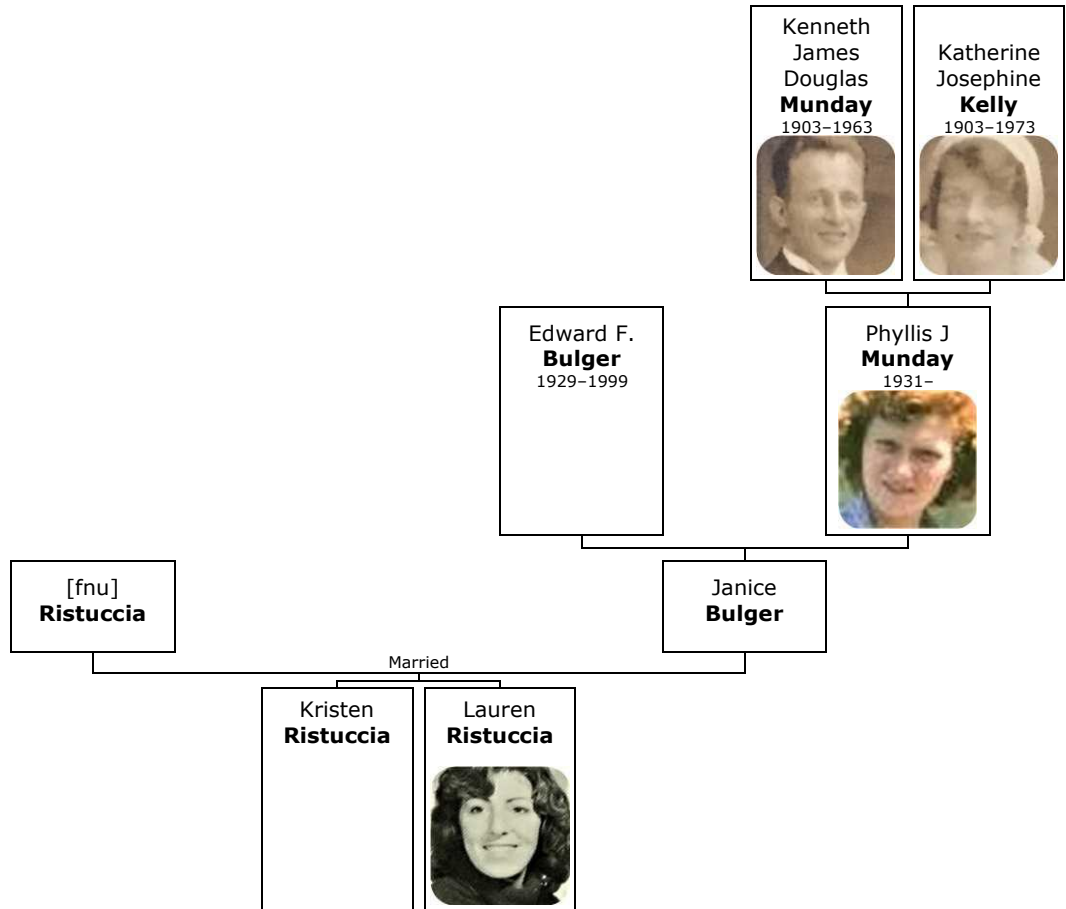 Kenneth
James
Douglas
Munday
1903–1963
Katherine
Josephine
Kelly
1903–1973
Edward F.
Bulger
1929–1999
Phyllis J
Munday
1931–
[fnu]
Ristuccia
Janice
Bulger
Married
Kristen
Ristuccia
Lauren
Ristuccia